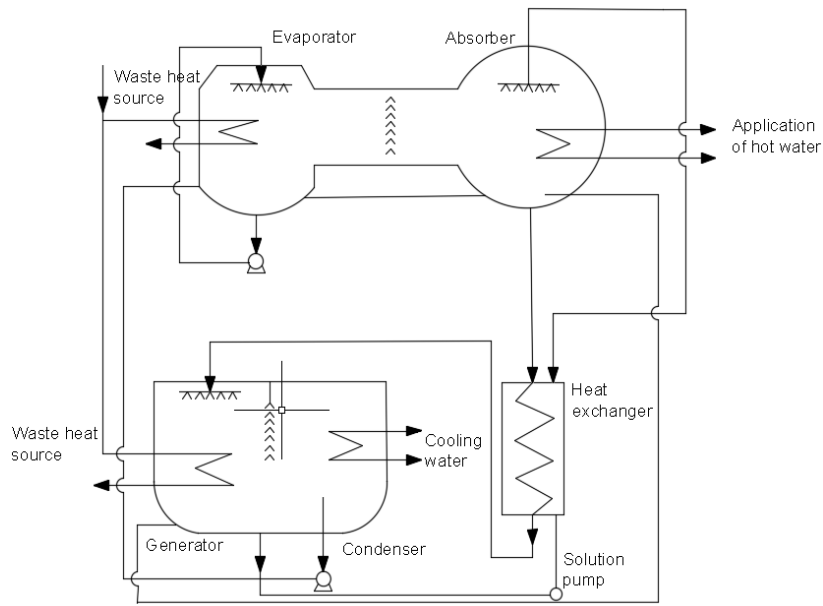 Evaporator
Absorber
Waste heat
source
Application
of hot water
Heat
exchanger
Waste heat
source
Cooling
water
Generator
Condenser
Solution
pump